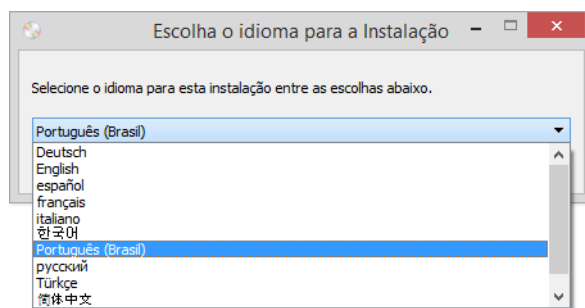 Escolha o idioma para a Instalação
Selecione o idioma para esta instalação entre as escolhas abaixo.
Português (Brasil)
Deutsch
English
español
français
italiano
한국어
Português (Brasil)
русский
Türkçe
简体中文